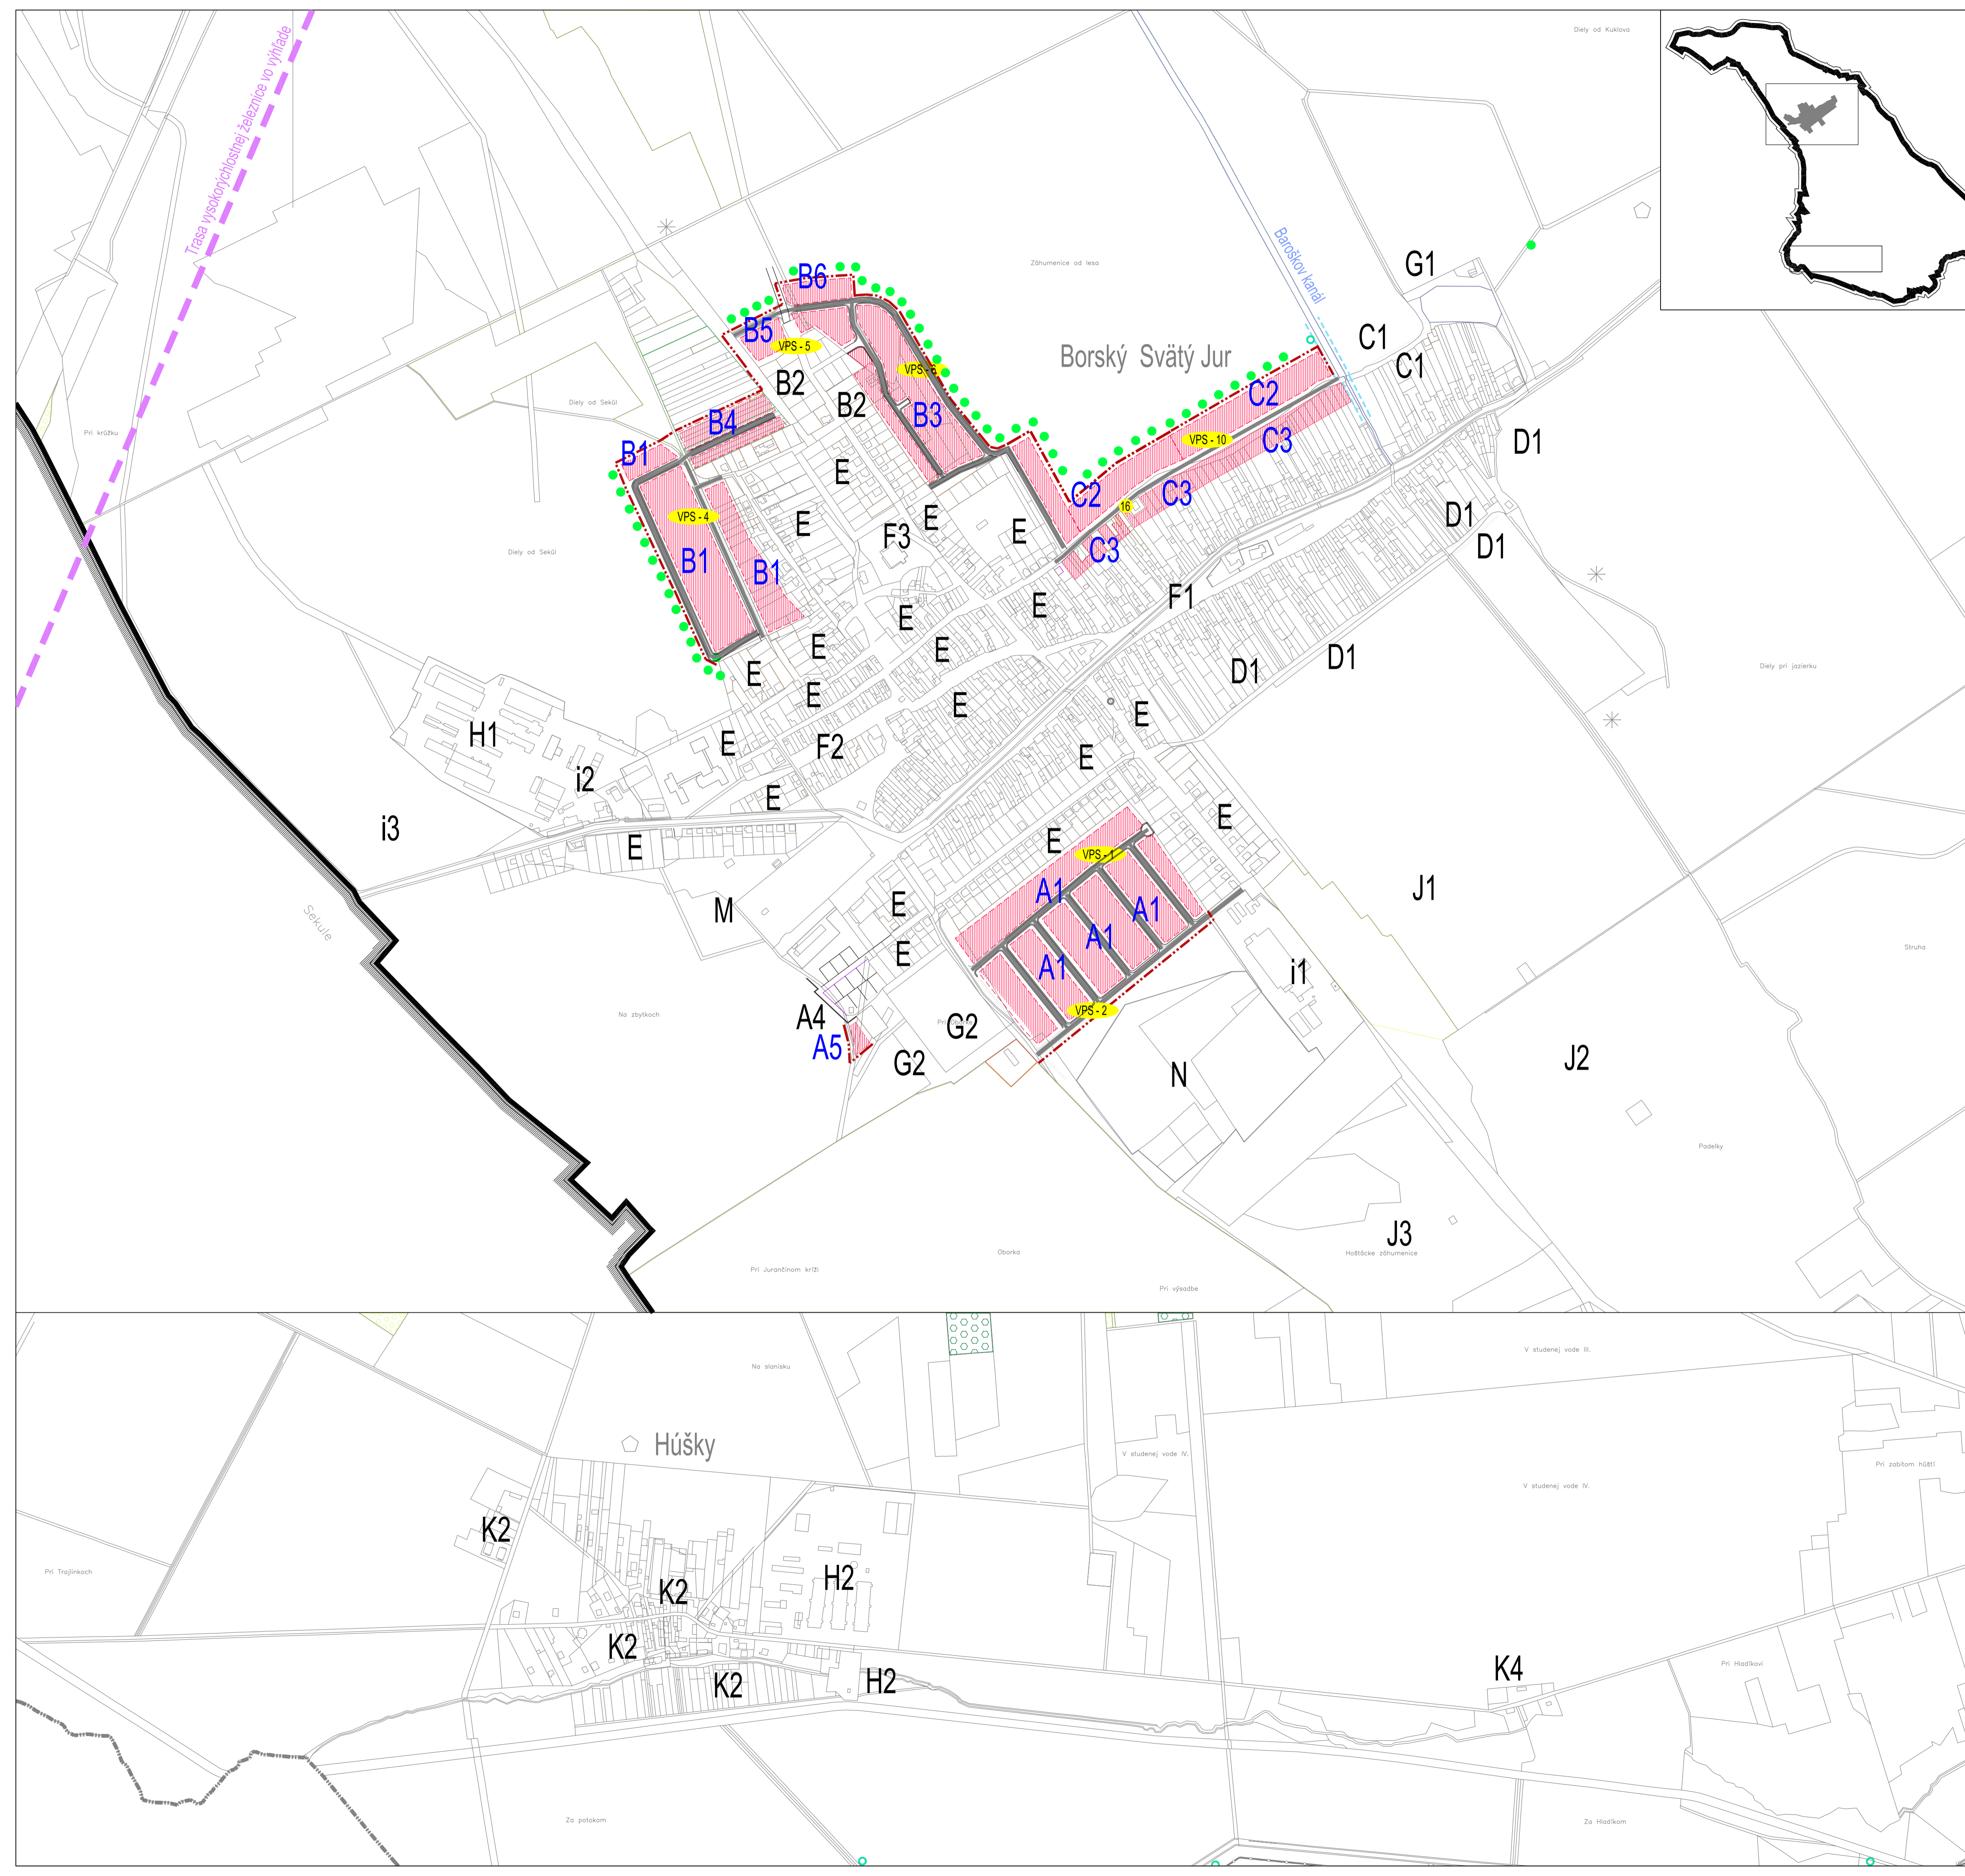 Diely od Kuklova
Trasa vysokorýchlostnej železnice vo výhľade
Záhumenice od lesa
Baroškov kanál
G1
B6
B5
VPS - 5
C1
C1
Borský Svätý Jur
B2
VPS - 6
B2
C2
Diely od Sekúl
B3
B4
Pri krúžku
B1
VPS - 10
C3
D1
E
C2
C3
16
VPS - 4
E
E
E
F3
D1
Diely od Sekúl
C3
D1
B1
B1
F1
E
E
E
E
E
D1
D1
Diely pri jazierku
E
E
E
E
H1
E
F2
E
i2
E
E
i3
E
E
VPS - 1
J1
A1
M
E
A1
Sekule
A1
Struha
E
A1
i1
VPS - 2
Na zbytkoch
A4
G2
A5
G2
N
J2
Padelky
J3
Hoštácke záhumenice
Oborka
Pri Jurančinom kríži
Pri výsadbe
Na slanisku
V studenej vode III.
Húšky
V studenej vode IV.
Pri zabitom húští
V studenej vode IV.
K2
Pri Trajlinkach
H2
K2
K2
K4
Pri Hladíkovi
H2
K2
Za potokom
Za Hladíkom